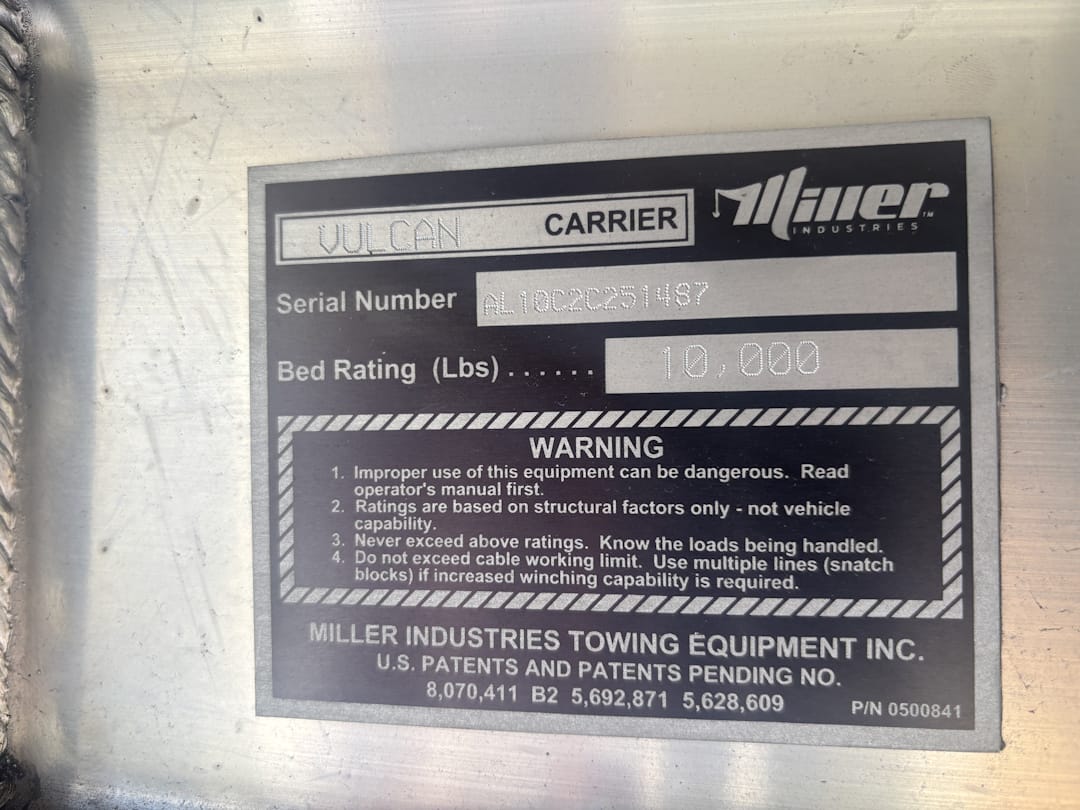 VULCAN CARRIER
Miller™
INDUSTRIES
Serial Number AL10C2C251487
Bed Rating (Lbs) ...... 10,000
WARNING
1. Improper use of this equipment can be dangerous. Read
operator's manual first.
2. Ratings are based on structural factors only - not vehicle
capability.
3. Never exceed above ratings. Know the loads being handled.
4. Do not exceed cable working limit. Use multiple lines (snatch
blocks) if increased winching capability is required.
MILLER INDUSTRIES TOWING EQUIPMENT INC.
U.S. PATENTS AND PATENTS PENDING NO.
8,070,411 B2 5,692,871 5,628,609
P/N 0500841